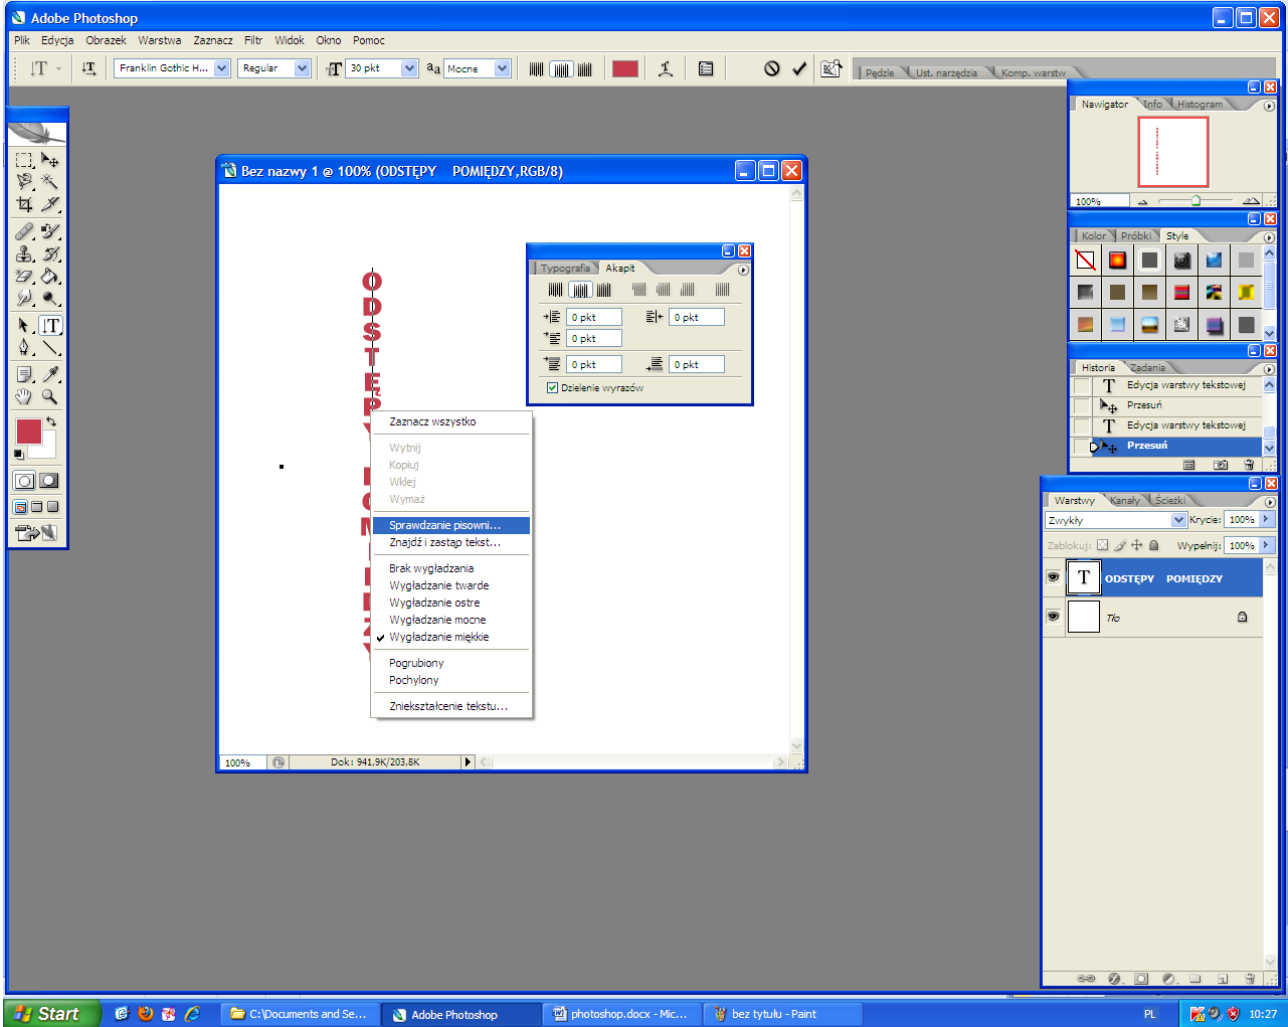 Adobe Photoshop
Plik Edycja Obrazek Warstwa Zaznacz Filtr Widok Okno Pomoc
Franklin Gothic H... Regular 30 pkt aa Mocne
Pędzle Ust. narzędzia Komp. warstw
Nawigator Info Histogram
100%
Kolor Próbki Style
Historia Zadania
Edycja warstwy tekstowej
Przesuń
Edycja warstwy tekstowej
Przesuń
Warstwy Kanały Ścieżki
Zwykły Krycie: 100%
Zablokuj: Wypełnij: 100%
T ODSTĘPY POMIĘDZY
Tło
Bez nazwy 1 @ 100% (ODSTĘPY POMIĘDZY,RGB/8)
O
D
S
T
Ę
P
Typografia Akapit
0 pkt 0 pkt
0 pkt
0 pkt 0 pkt
Dzielenie wyrazów
Zaznacz wszystko
Wytnij
Kopiuj
Wklej
Wymaż
Sprawdzanie pisowni...
Znajdź i zastąp tekst...
Brak wygładzania
Wygładzanie twarde
Wygładzanie ostre
Wygładzanie mocne
Wygładzanie miękkie
Pogrubiony
Pochylony
Zniekształcenie tekstu...
100% Dok: 941,9K/203,8K
Start C:\Documents and Se... Adobe Photoshop photoshop.docx - Mic... bez tytułu - Paint PL 10:27